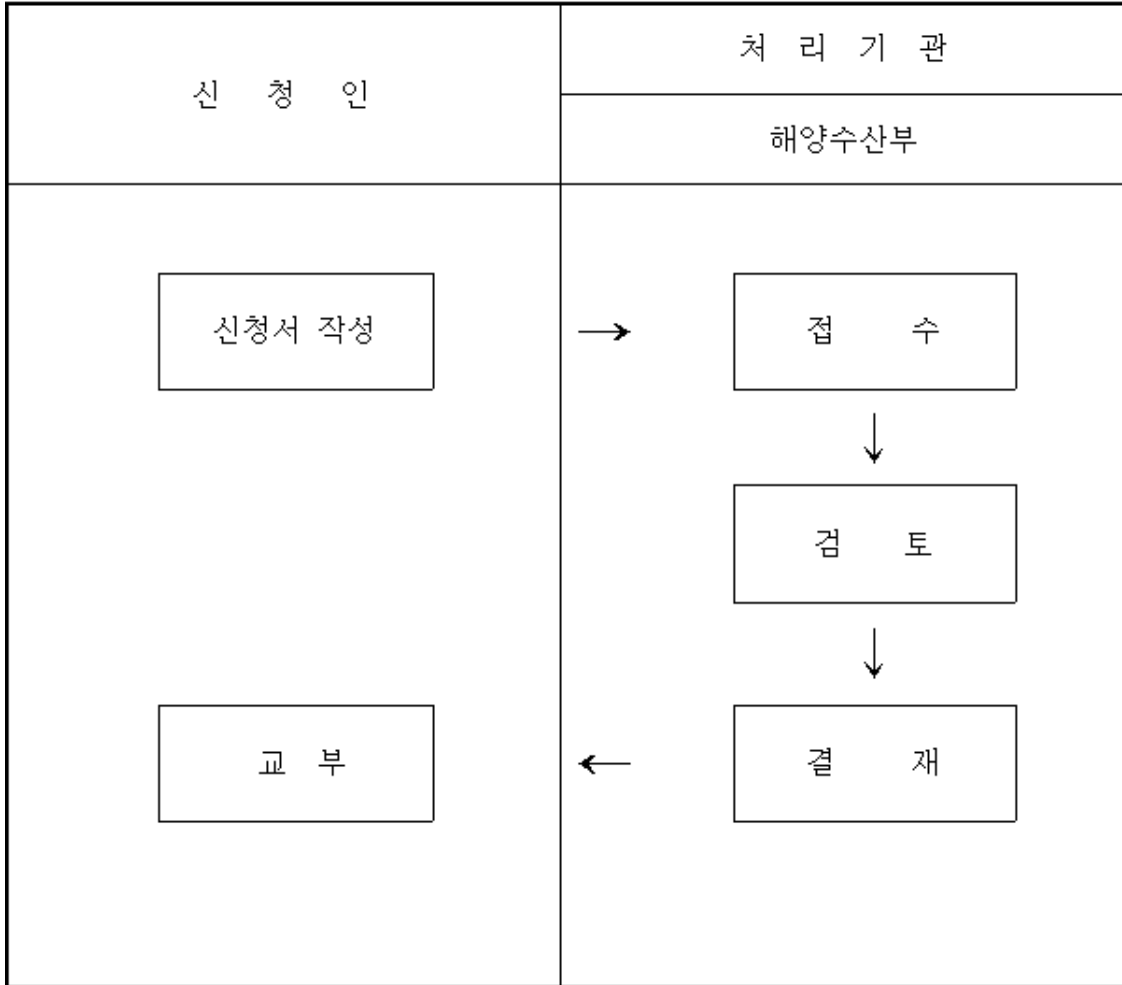 신 청 인
처 리 기 관
해양수산부
신청서 작성
접 수
검 토
교 부
결 재